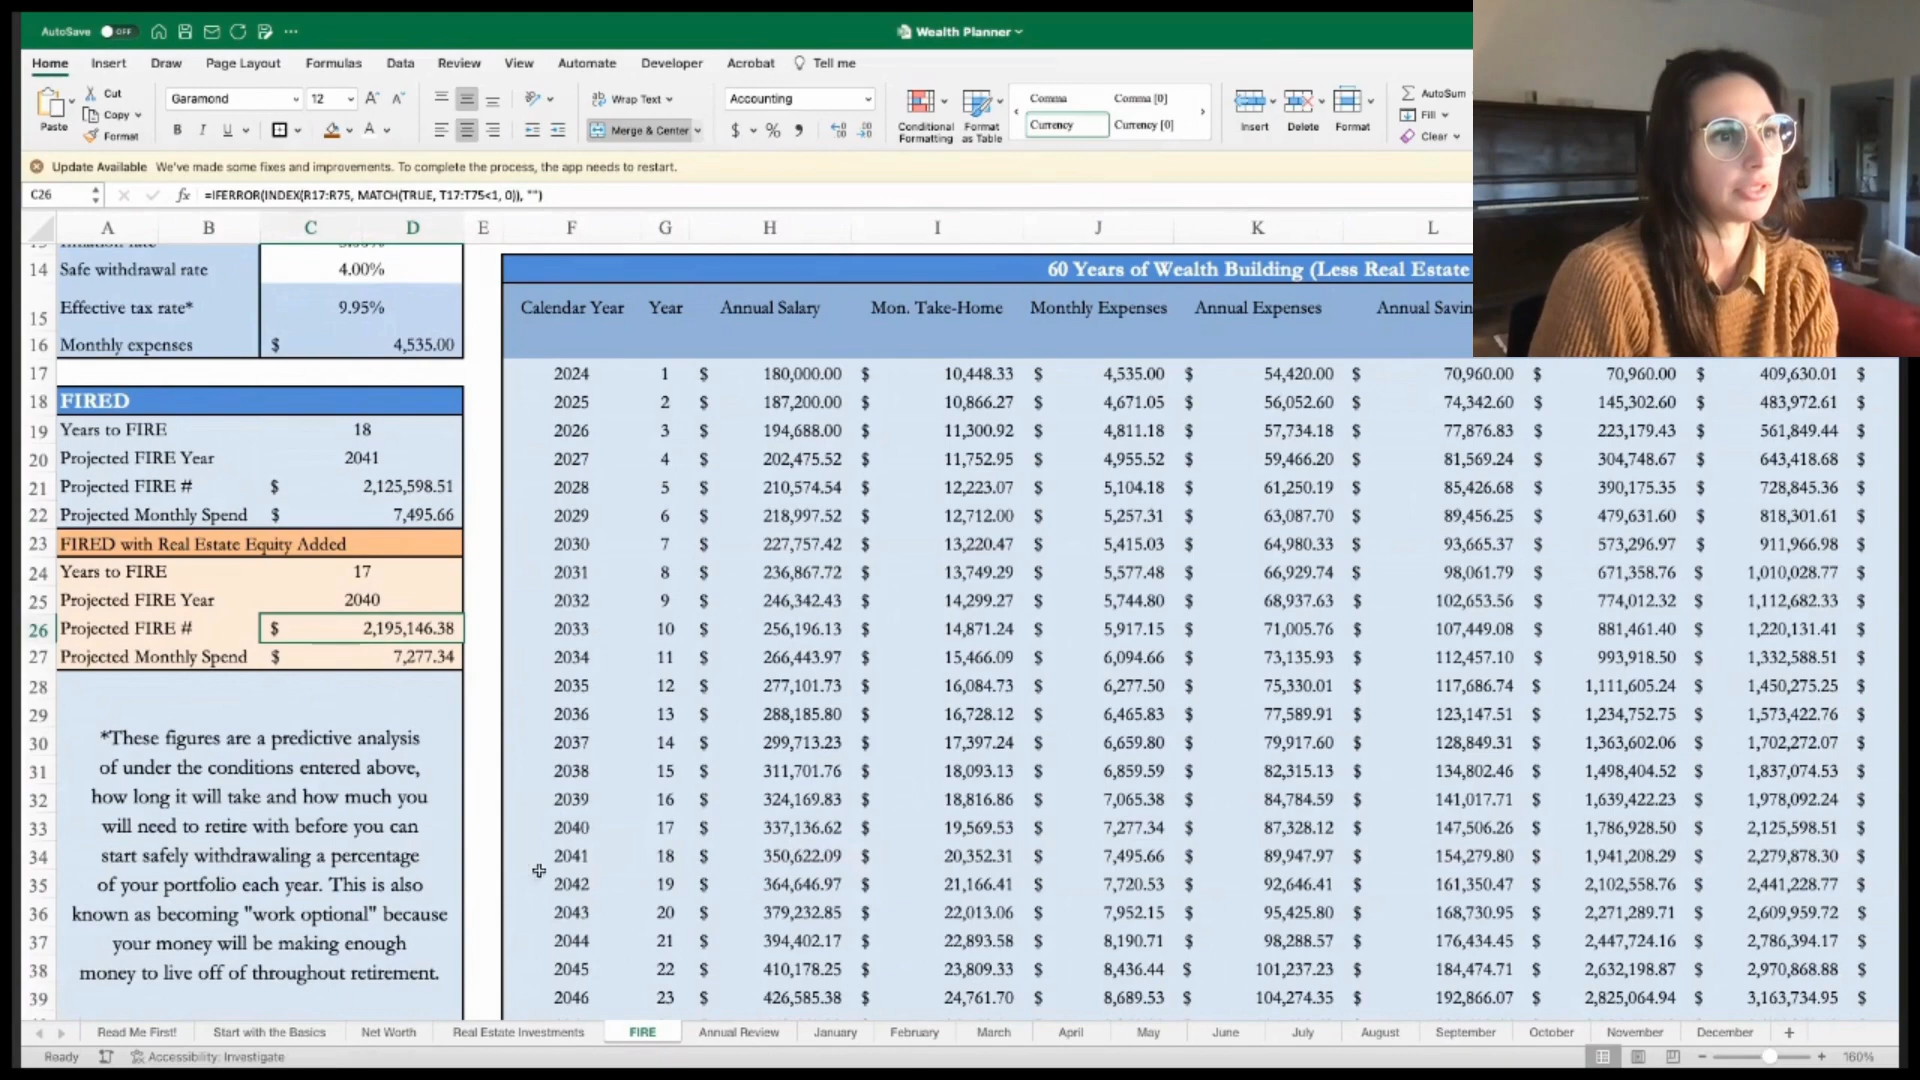 AutoSave OFF ... Wealth Planner
Home Insert Draw Page Layout Formulas Data Review View Automate Developer Acrobat Tell me
Paste Cut Copy Format
Garamond 12 A^ A
B I U A
ab Wrap Text
Merge & Center
Accounting
$ % 9
Conditional Formatting Format as Table
Comma Comma [0]
Currency Currency [0]
Insert Delete Format
AutoSum
Fill
Clear
Update Available We've made some fixes and improvements. To complete the process, the app needs to restart.
C26 fx =IFERROR(INDEX(R17:R75, MATCH(TRUE, T17:T75<1, 0)), "")
A B C D E F G H I J K L
14 Safe withdrawal rate 4.00% 60 Years of Wealth Building (Less Real Estate
15 Effective tax rate* 9.95% Calendar Year Year Annual Salary Mon. Take-Home Monthly Expenses Annual Expenses Annual Savin
16 Monthly expenses $ 4,535.00
17 2024 1 $ 180,000.00 $ 10,448.33 $ 4,535.00 $ 54,420.00 $ 70,960.00 $ 70,960.00 $ 409,630.01 $
18 FIRED 2025 2 $ 187,200.00 $ 10,866.27 $ 4,671.05 $ 56,052.60 $ 74,342.60 $ 145,302.60 $ 483,972.61 $
19 Years to FIRE 18 2026 3 $ 194,688.00 $ 11,300.92 $ 4,811.18 $ 57,734.18 $ 77,876.83 $ 223,179.43 $ 561,849.44 $
20 Projected FIRE Year 2041 2027 4 $ 202,475.52 $ 11,752.95 $ 4,955.52 $ 59,466.20 $ 81,569.24 $ 304,748.67 $ 643,418.68 $
21 Projected FIRE # $ 2,125,598.51 2028 5 $ 210,574.54 $ 12,223.07 $ 5,104.18 $ 61,250.19 $ 85,426.68 $ 390,175.35 $ 728,845.36 $
22 Projected Monthly Spend $ 7,495.66 2029 6 $ 218,997.52 $ 12,712.00 $ 5,257.31 $ 63,087.70 $ 89,456.25 $ 479,631.60 $ 818,301.61 $
23 FIRED with Real Estate Equity Added 2030 7 $ 227,757.42 $ 13,220.47 $ 5,415.03 $ 64,980.33 $ 93,665.37 $ 573,296.97 $ 911,966.98 $
24 Years to FIRE 17 2031 8 $ 236,867.72 $ 13,749.29 $ 5,577.48 $ 66,929.74 $ 98,061.79 $ 671,358.76 $ 1,010,028.77 $
25 Projected FIRE Year 2040 2032 9 $ 246,342.43 $ 14,299.27 $ 5,744.80 $ 68,937.63 $ 102,653.56 $ 774,012.32 $ 1,112,682.33 $
26 Projected FIRE # $ 2,195,146.38 2033 10 $ 256,196.13 $ 14,871.24 $ 5,917.15 $ 71,005.76 $ 107,449.08 $ 881,461.40 $ 1,220,131.41 $
27 Projected Monthly Spend $ 7,277.34 2034 11 $ 266,443.97 $ 15,466.09 $ 6,094.66 $ 73,135.93 $ 112,457.10 $ 993,918.50 $ 1,332,588.51 $
28 2035 12 $ 277,101.73 $ 16,084.73 $ 6,277.50 $ 75,330.01 $ 117,686.74 $ 1,111,605.24 $ 1,450,275.25 $
29 2036 13 $ 288,185.80 $ 16,728.12 $ 6,465.83 $ 77,589.91 $ 123,147.51 $ 1,234,752.75 $ 1,573,422.76 $
30 *These figures are a predictive analysis 2037 14 $ 299,713.23 $ 17,397.24 $ 6,659.80 $ 79,917.60 $ 128,849.31 $ 1,363,602.06 $ 1,702,272.07 $
31 of under the conditions entered above, 2038 15 $ 311,701.76 $ 18,093.13 $ 6,859.59 $ 82,315.13 $ 134,802.46 $ 1,498,404.52 $ 1,837,074.53 $
32 how long it will take and how much you 2039 16 $ 324,169.83 $ 18,816.86 $ 7,065.38 $ 84,784.59 $ 141,017.71 $ 1,639,422.23 $ 1,978,092.24 $
33 will need to retire with before you can 2040 17 $ 337,136.62 $ 19,569.53 $ 7,277.34 $ 87,328.12 $ 147,506.26 $ 1,786,928.50 $ 2,125,598.51 $
34 start safely withdrawaling a percentage 2041 18 $ 350,622.09 $ 20,352.31 $ 7,495.66 $ 89,947.97 $ 154,279.80 $ 1,941,208.29 $ 2,279,878.30 $
35 of your portfolio each year. This is also 2042 19 $ 364,646.97 $ 21,166.41 $ 7,720.53 $ 92,646.41 $ 161,350.47 $ 2,102,558.76 $ 2,441,228.77 $
36 known as becoming "work optional" because 2043 20 $ 379,232.85 $ 22,013.06 $ 7,952.15 $ 95,425.80 $ 168,730.95 $ 2,271,289.71 $ 2,609,959.72 $
37 your money will be making enough 2044 21 $ 394,402.17 $ 22,893.58 $ 8,190.71 $ 98,288.57 $ 176,434.45 $ 2,447,724.16 $ 2,786,394.17 $
38 money to live off of throughout retirement. 2045 22 $ 410,178.25 $ 23,809.33 $ 8,436.44 $ 101,237.23 $ 184,474.71 $ 2,632,198.87 $ 2,970,868.88 $
39 2046 23 $ 426,585.38 $ 24,761.70 $ 8,689.53 $ 104,274.35 $ 192,866.07 $ 2,825,064.94 $ 3,163,734.95 $
Read Me First! Start with the Basics Net Worth Real Estate Investments FIRE Annual Review January February March April May June July August September October November December +
Ready Accessibility: Investigate 160%